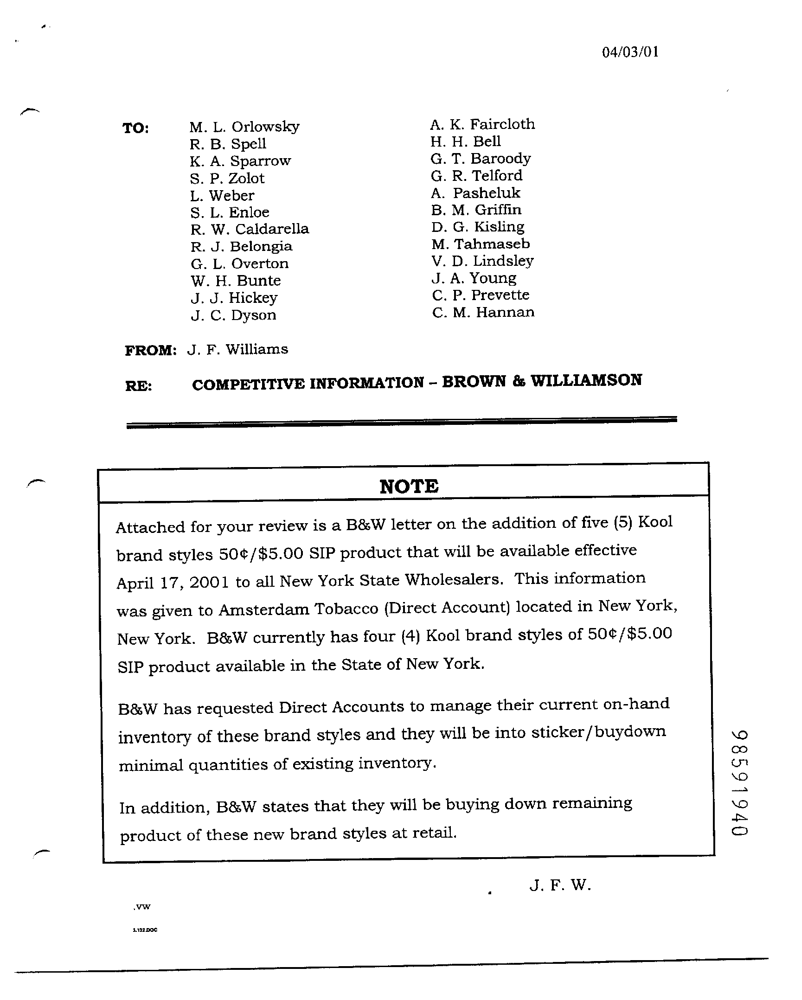 04/03/01
TO: M. L. Orlowsky
R. B. Spell
K. A. Sparrow
S. P. Zolot
L. Weber
S. L. Enloe
R. W. Caldarella
R. J. Belongia
G. L. Overton
W. H. Bunte
J. J. Hickey
J. C. Dyson
A. K. Faircloth
H. H. Bell
G. T. Baroody
G. R. Telford
A. Pasheluk
B. M. Griffin
D. G. Kisling
M. Tahmaseb
V. D. Lindsley
J. A. Young
C. P. Prevette
C. M. Hannan
FROM: J. F. Williams
RE: COMPETITIVE INFORMATION – BROWN & WILLIAMSON
NOTE
Attached for your review is a B&W letter on the addition of five (5) Kool
brand styles 50¢/$5.00 SIP product that will be available effective
April 17, 2001 to all New York State Wholesalers. This information
was given to Amsterdam Tobacco (Direct Account) located in New York,
New York. B&W currently has four (4) Kool brand styles of 50¢/$5.00
SIP product available in the State of New York.
B&W has requested Direct Accounts to manage their current on-hand
inventory of these brand styles and they will be into sticker/buydown
minimal quantities of existing inventory.
In addition, B&W states that they will be buying down remaining
product of these new brand styles at retail.
98591940
J. F. W.
.vw